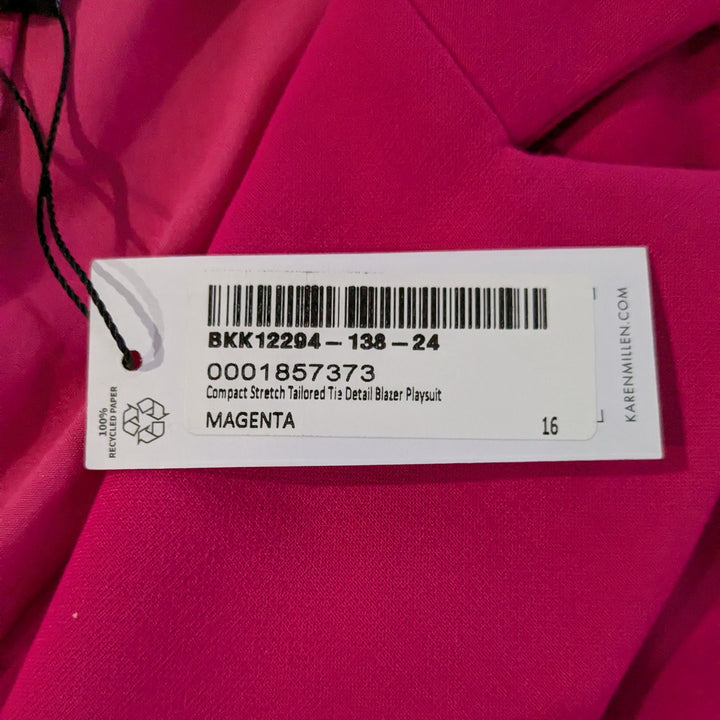 BKK12294-138-24
0001857373
Compact Stretch Tailored Tie Detail Blazer Playsuit
MAGENTA 16
100%
RECYCLED PAPER
KARENMILLEN.COM